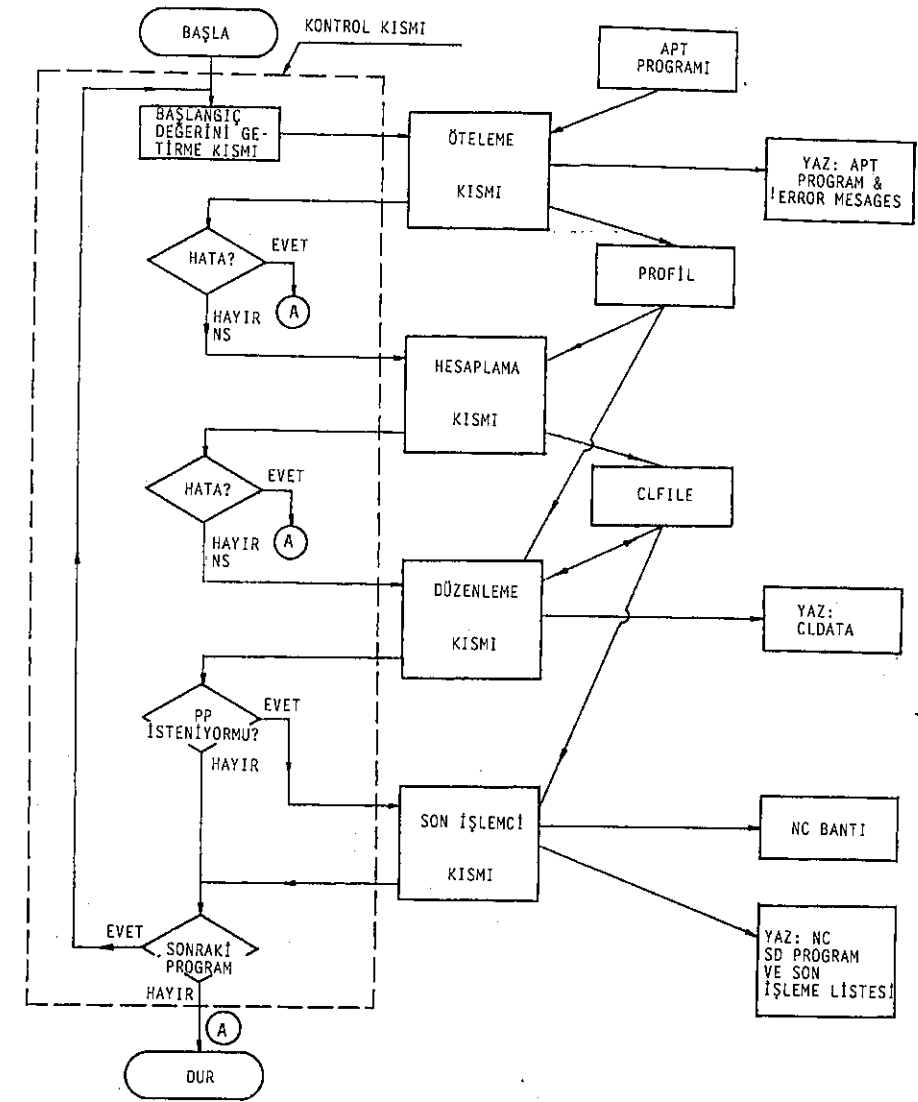 BAŞLA
KONTROL KISMI
APT
PROGRAMI
BAŞLANGIÇ
DEĞERİNİ GE-
TİRME KISMI
ÖTELEME
KISMI
YAZ: APT
PROGRAM &
ERROR MESAGES
HATA?
EVET
A
HAYIR
NS
PROFİL
HESAPLAMA
KISMI
HATA?
EVET
A
HAYIR
NS
CLFILE
DÜZENLEME
KISMI
YAZ:
CLDATA
PP
İSTENİYORMU?
EVET
HAYIR
SON İŞLEMCİ
KISMI
NC BANTI
EVET
SONRAKİ
PROGRAM
HAYIR
YAZ: NC
SD PROGRAM
VE SON
İŞLEME LİSTESİ
A
DUR